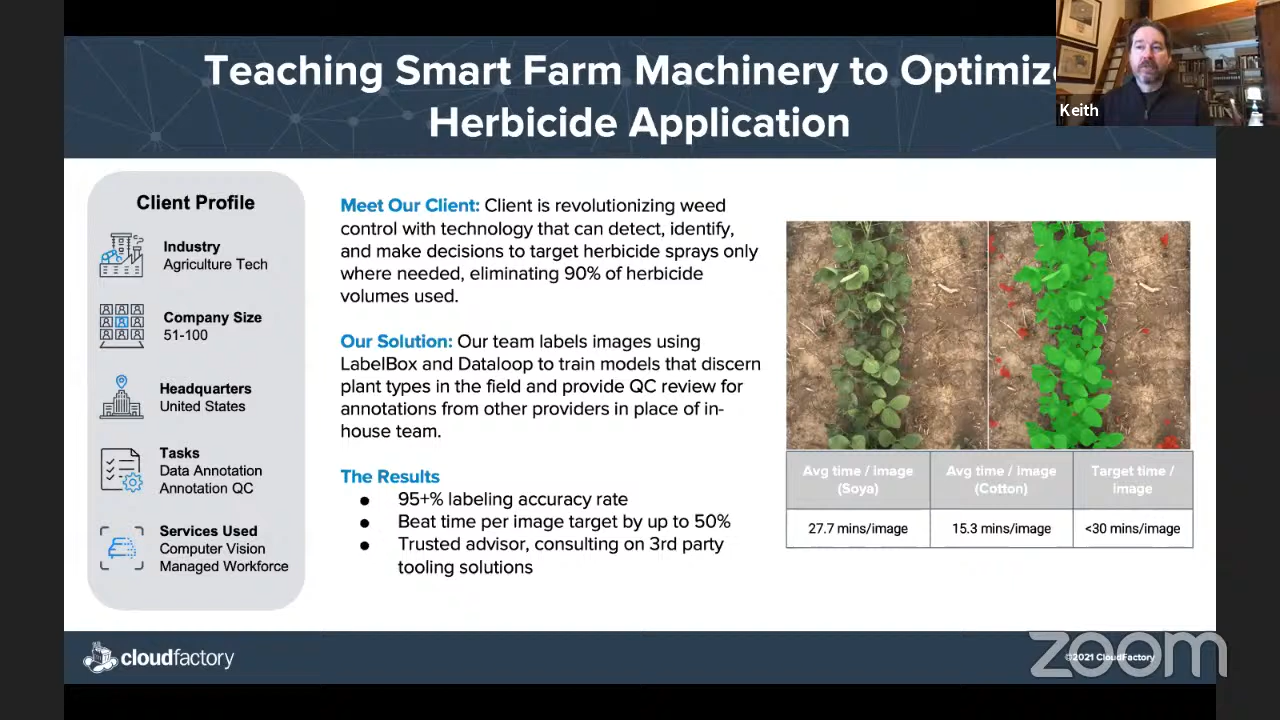 Teaching Smart Farm Machinery to Optimize
Herbicide Application
Keith
Client Profile
Industry
Agriculture Tech
Company Size
51-100
Headquarters
United States
Tasks
Data Annotation
Annotation QC
Services Used
Computer Vision
Managed Workforce
Meet Our Client: Client is revolutionizing weed
control with technology that can detect, identify,
and make decisions to target herbicide sprays only
where needed, eliminating 90% of herbicide
volumes used.
Our Solution: Our team labels images using
LabelBox and Dataloop to train models that discern
plant types in the field and provide QC review for
annotations from other providers in place of in-
house team.
The Results
● 95+% labeling accuracy rate
● Beat time per image target by up to 50%
● Trusted advisor, consulting on 3rd party
tooling solutions
Avg time / image
(Soya)
Avg time / image
(Cotton)
Target time /
image
27.7 mins/image
15.3 mins/image
<30 mins/image
cloudfactory
©2021 CloudFactory
zoom